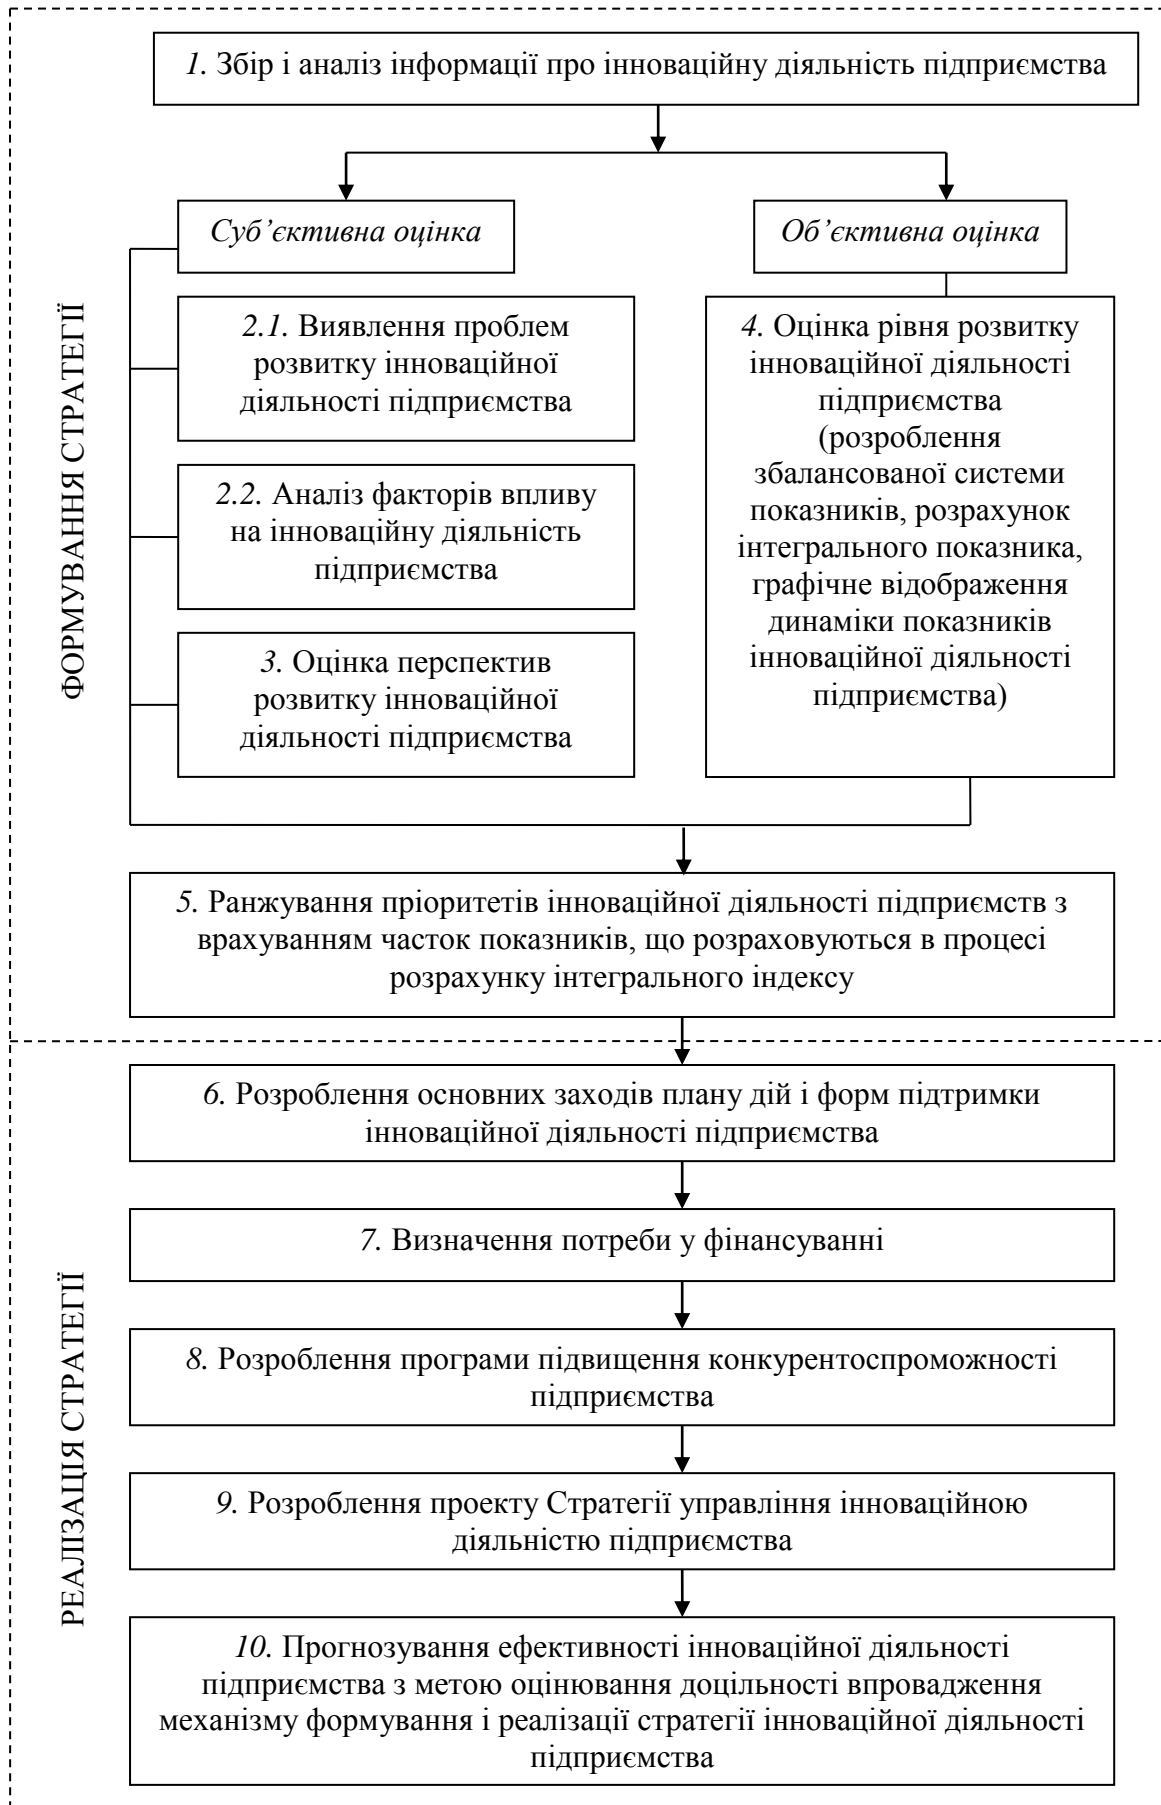 1. Збір і аналіз інформації про інноваційну діяльність підприємства
ФОРМУВАННЯ СТРАТЕГІЇ
Суб’єктивна оцінка
2.1. Виявлення проблем
розвитку інноваційної
діяльності підприємства
2.2. Аналіз факторів впливу
на інноваційну діяльність
підприємства
3. Оцінка перспектив
розвитку інноваційної
діяльності підприємства
Об’єктивна оцінка
4. Оцінка рівня розвитку
інноваційної діяльності
підприємства
(розроблення
збалансованої системи
показників, розрахунок
інтегрального показника,
графічне відображення
динаміки показників
інноваційної діяльності
підприємства)
5. Ранжування пріоритетів інноваційної діяльності підприємств з
врахуванням часток показників, що розраховуються в процесі
розрахунку інтегрального індексу
РЕАЛІЗАЦІЯ СТРАТЕГІЇ
6. Розроблення основних заходів плану дій і форм підтримки
інноваційної діяльності підприємства
7. Визначення потреби у фінансуванні
8. Розроблення програми підвищення конкурентоспроможності
підприємства
9. Розроблення проекту Стратегії управління інноваційною
діяльністю підприємства
10. Прогнозування ефективності інноваційної діяльності
підприємства з метою оцінювання доцільності впровадження
механізму формування і реалізації стратегії інноваційної діяльності
підприємства